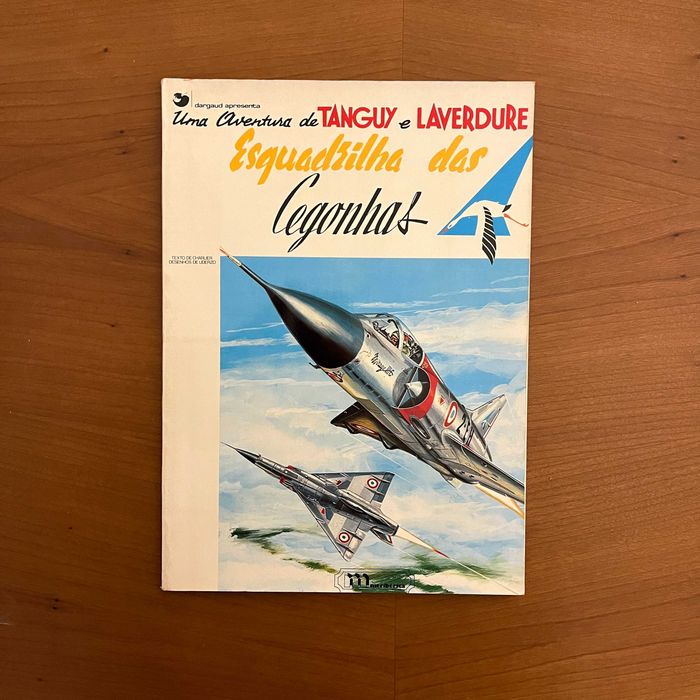 dargaud apresenta
Uma Aventura de TANGUY e LAVERDURE
Esquadrilha das
Cegonhas
TEXTO DE CHARLIER
DESENHOS DE UDERZO